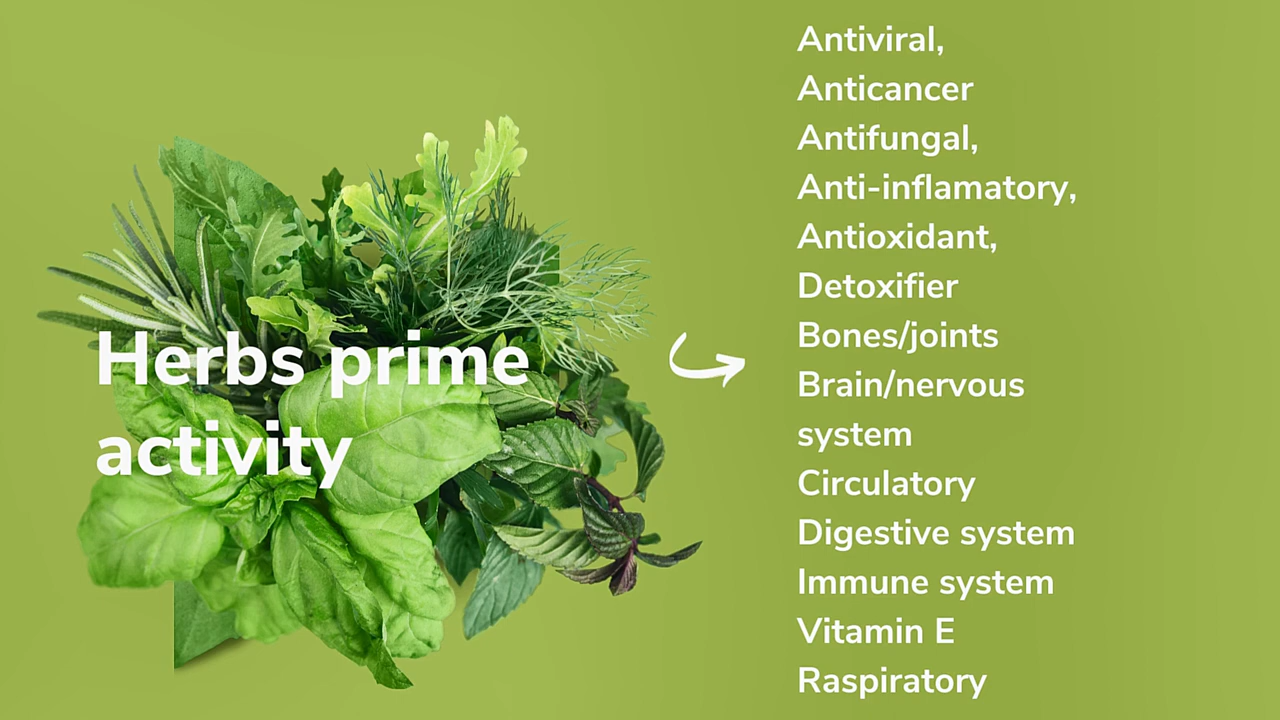 Herbs prime
activity
Antiviral,
Anticancer
Antifungal,
Anti-inflamatory,
Antioxidant,
Detoxifier
Bones/joints
Brain/nervous
system
Circulatory
Digestive system
Immune system
Vitamin E
Raspiratory